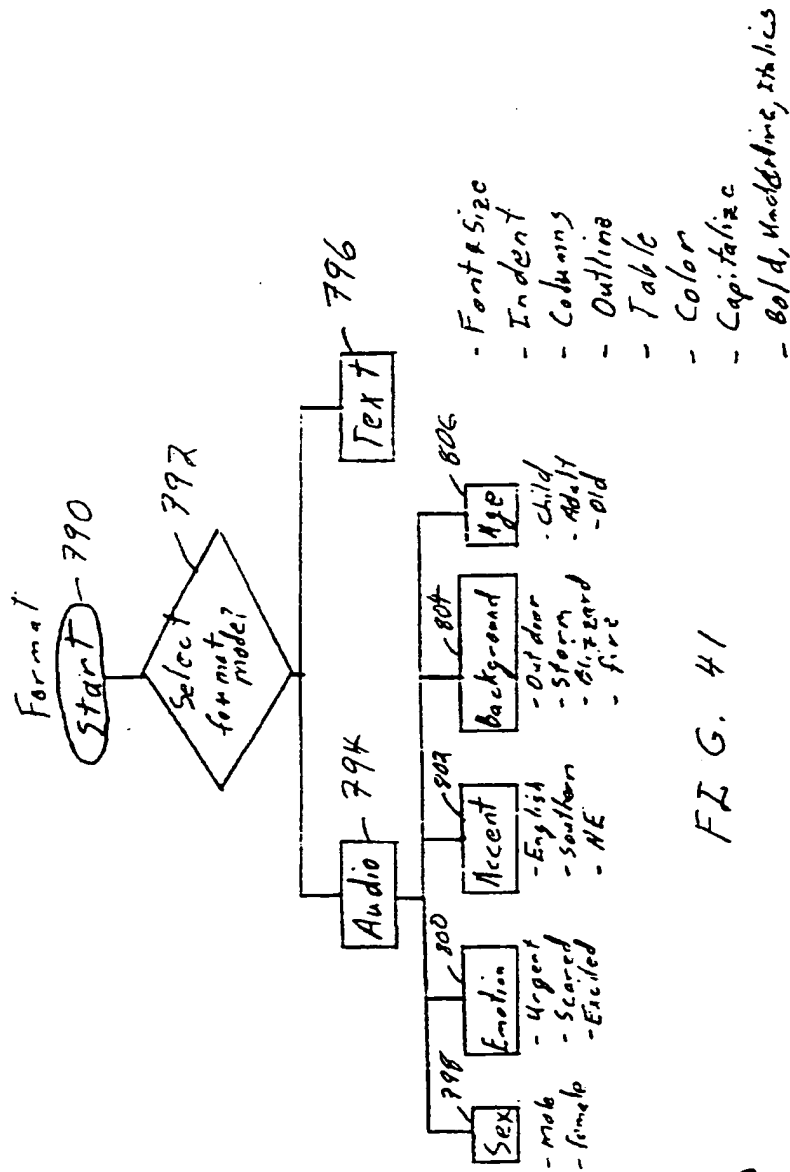 Format
Start
790
Select
format
mode?
792
Audio
794
Text
796
Sex
798
- Male
- Female
Emotion
800
- Urgent
- Scared
- Excited
Accent
802
- English
- Southern
- NE
Background
804
- Outdoor
- Storm
- Blizzard
- fire
Age
806
- Child
- Adult
- Old
- Font & Size
- Indent
- Columns
- Outline
- Table
- Color
- Capitalize
- Bold, Underline, Italics
FIG. 41